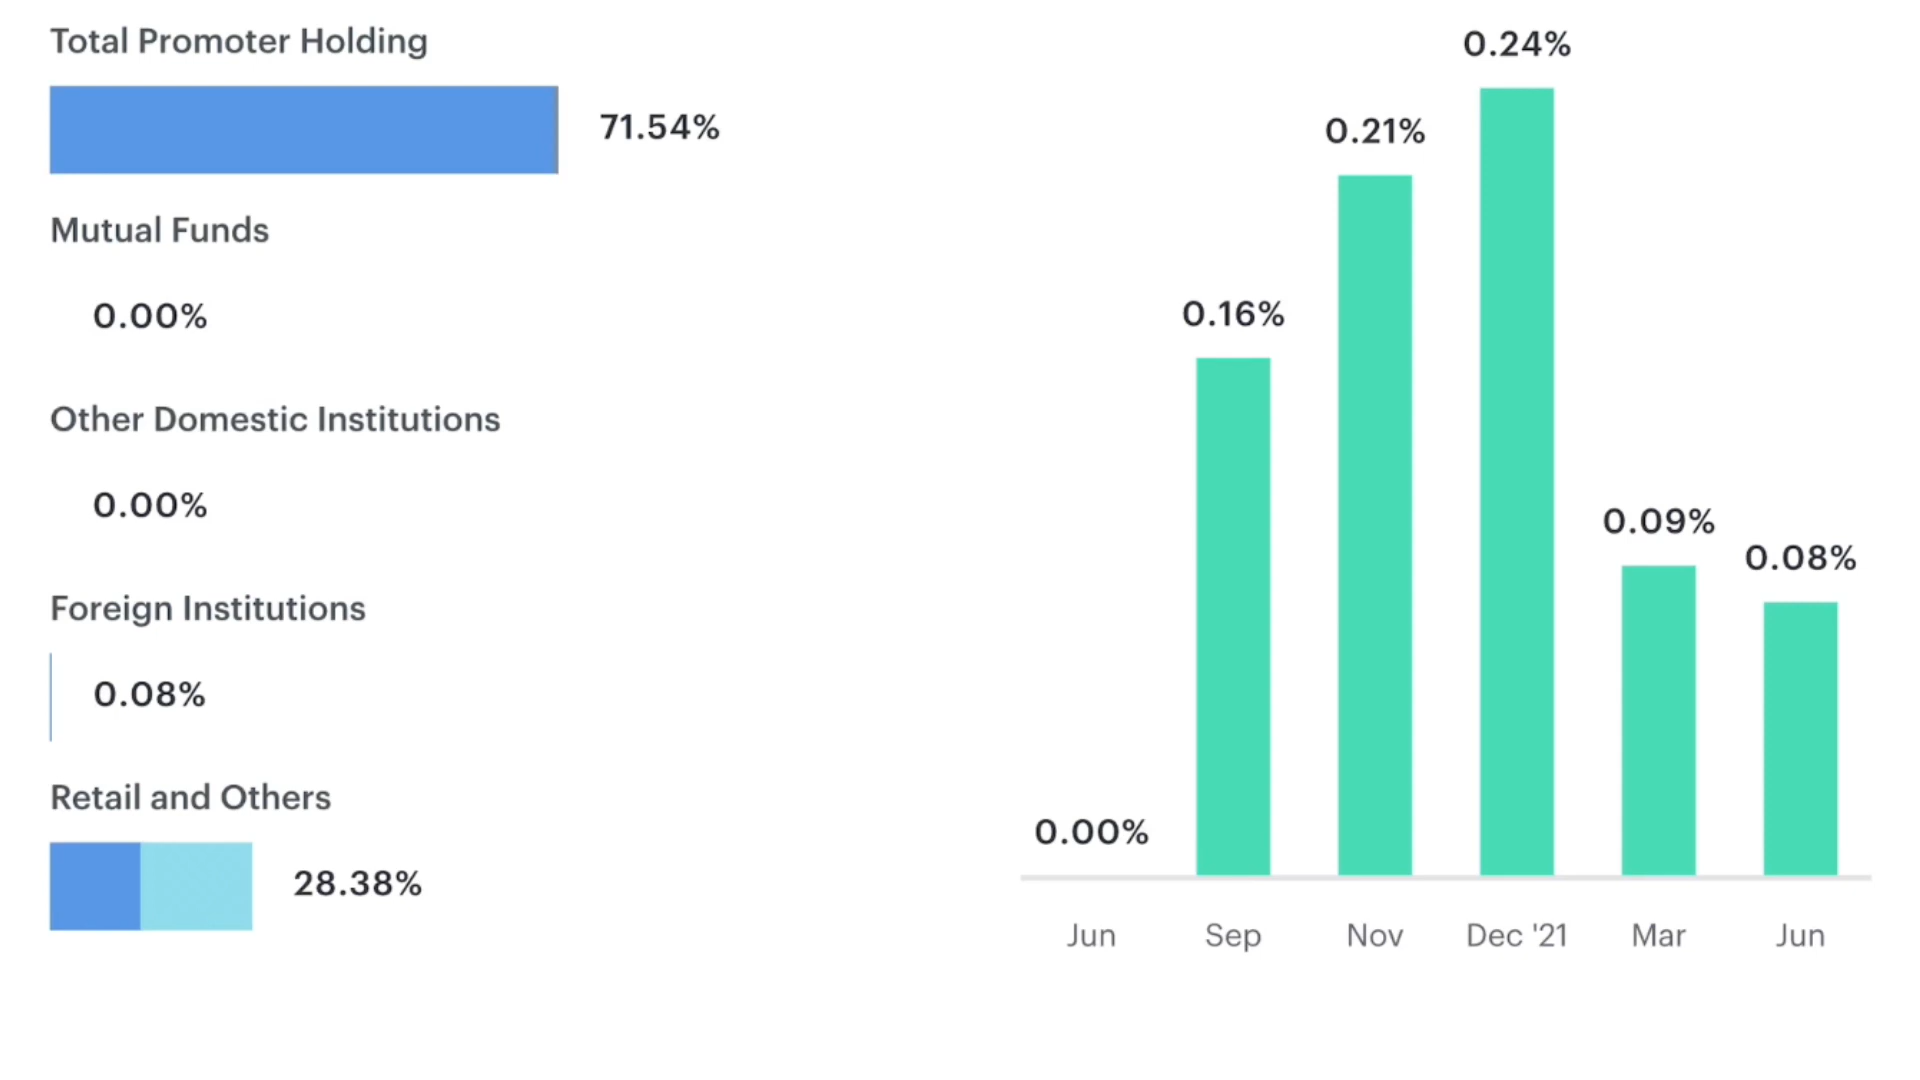 Total Promoter Holding
71.54%
Mutual Funds
0.00%
Other Domestic Institutions
0.00%
Foreign Institutions
0.08%
Retail and Others
28.38%
0.00%
0.16%
0.21%
0.24%
0.09%
0.08%
Jun Sep Nov Dec '21 Mar Jun